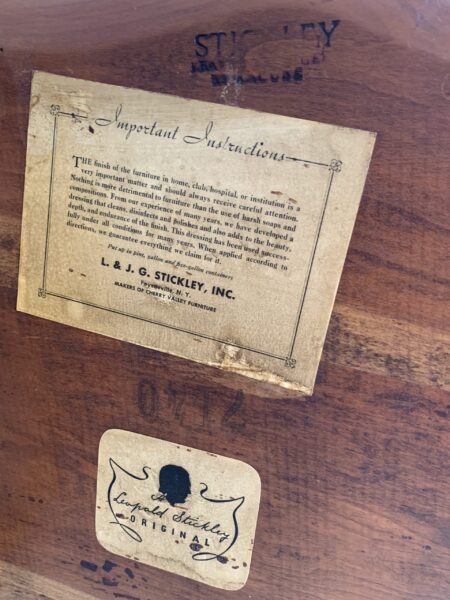 STICKLEY
Important Instructions
THE finish of the furniture in home, club, hospital, or institution is a
very important matter and should always receive careful attention.
Nothing is more detrimental to furniture than the use of harsh soaps and
compositions. From our experience of many years, we have developed a
dressing that cleans, disinfects and polishes and also adds to the beauty,
depth, and endurance of the finish. This dressing has been used success-
fully under all conditions for many years. When applied according to
directions, we guarantee everything we claim for it.
Put up in pint, gallon and five-gallon containers
L. & J. G. STICKLEY, INC.
Fayetteville, N. Y.
MAKERS OF CHERRY VALLEY FURNITURE
A
Leopold Stickley
ORIGINAL